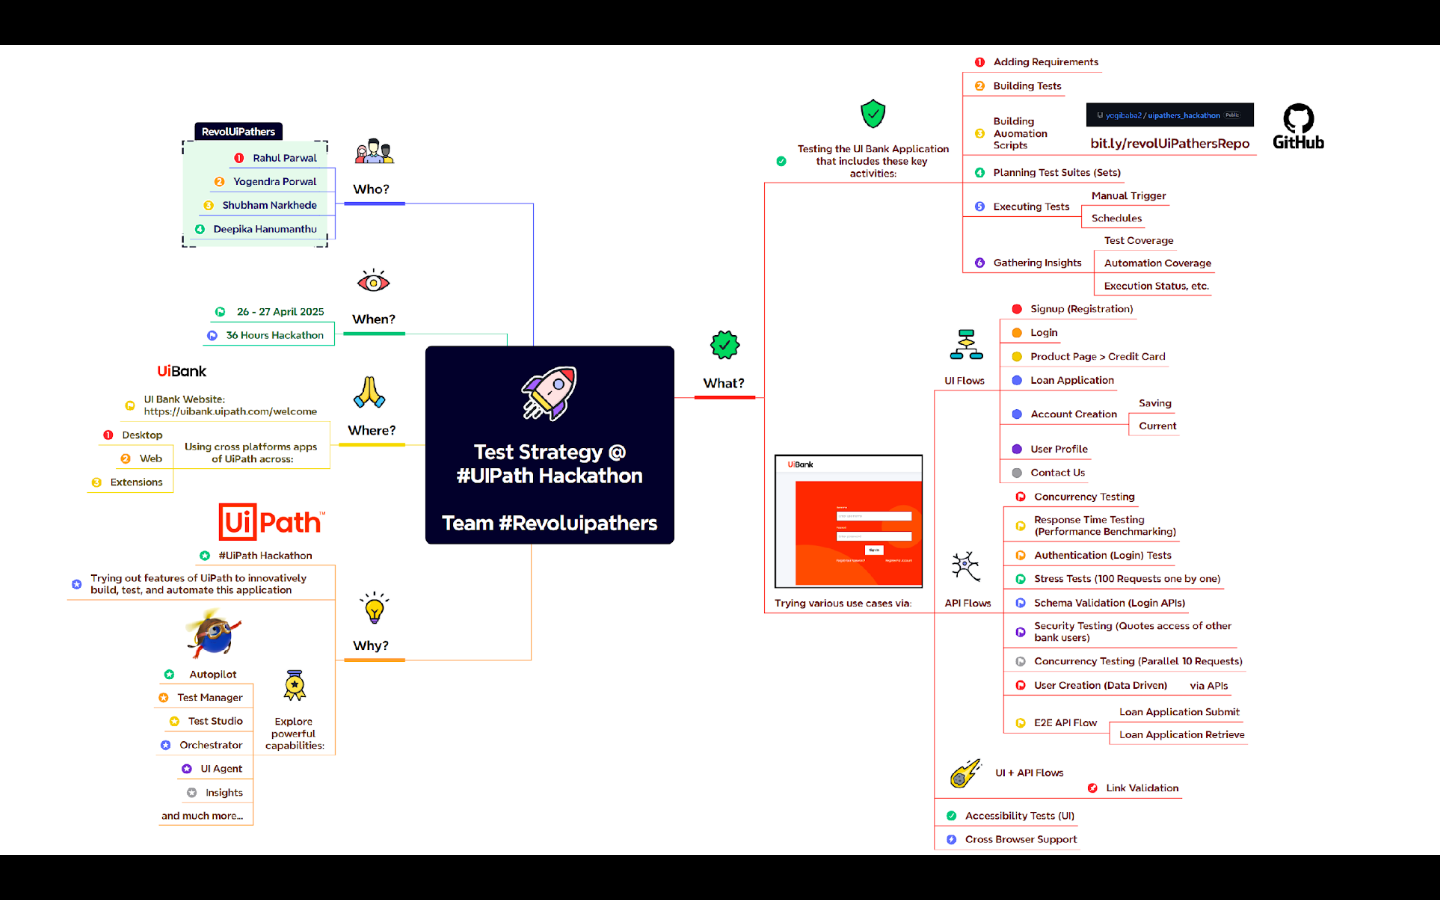 RevolUiPathers
Rahul Parwal
Yogendra Porwal
Shubham Narkhede
Deepika Hanumanthu
Who?
26 - 27 April 2025
36 Hours Hackathon
When?
UiBank
UI Bank Website:
https://uibank.uipath.com/welcome
Desktop
Web
Extensions
Using cross platforms apps
of UiPath across:
Where?
UiPath™
#UiPath Hackathon
Trying out features of UiPath to innovatively
build, test, and automate this application
Why?
Autopilot
Test Manager
Test Studio
Orchestrator
UI Agent
Insights
and much more...
Explore
powerful
capabilities:
Test Strategy @
#UIPath Hackathon
Team #Revoluipathers
What?
Testing the UI Bank Application
that includes these key
activities:
1 Adding Requirements
2 Building Tests
3 Building
Auomation
Scripts
yogibaba2 / uipathers_hackathon Public
bit.ly/revolUiPathersRepo
GitHub
4 Planning Test Suites (Sets)
5 Executing Tests
Manual Trigger
Schedules
6 Gathering Insights
Test Coverage
Automation Coverage
Execution Status, etc.
Trying various use cases via:
UiBank
UI Flows
Signup (Registration)
Login
Product Page > Credit Card
Loan Application
Account Creation
Saving
Current
User Profile
Contact Us
API Flows
Concurrency Testing
Response Time Testing
(Performance Benchmarking)
Authentication (Login) Tests
Stress Tests (100 Requests one by one)
Schema Validation (Login APIs)
Security Testing (Quotes access of other
bank users)
Concurrency Testing (Parallel 10 Requests)
User Creation (Data Driven) via APIs
E2E API Flow
Loan Application Submit
Loan Application Retrieve
UI + API Flows
Link Validation
Accessibility Tests (UI)
Cross Browser Support